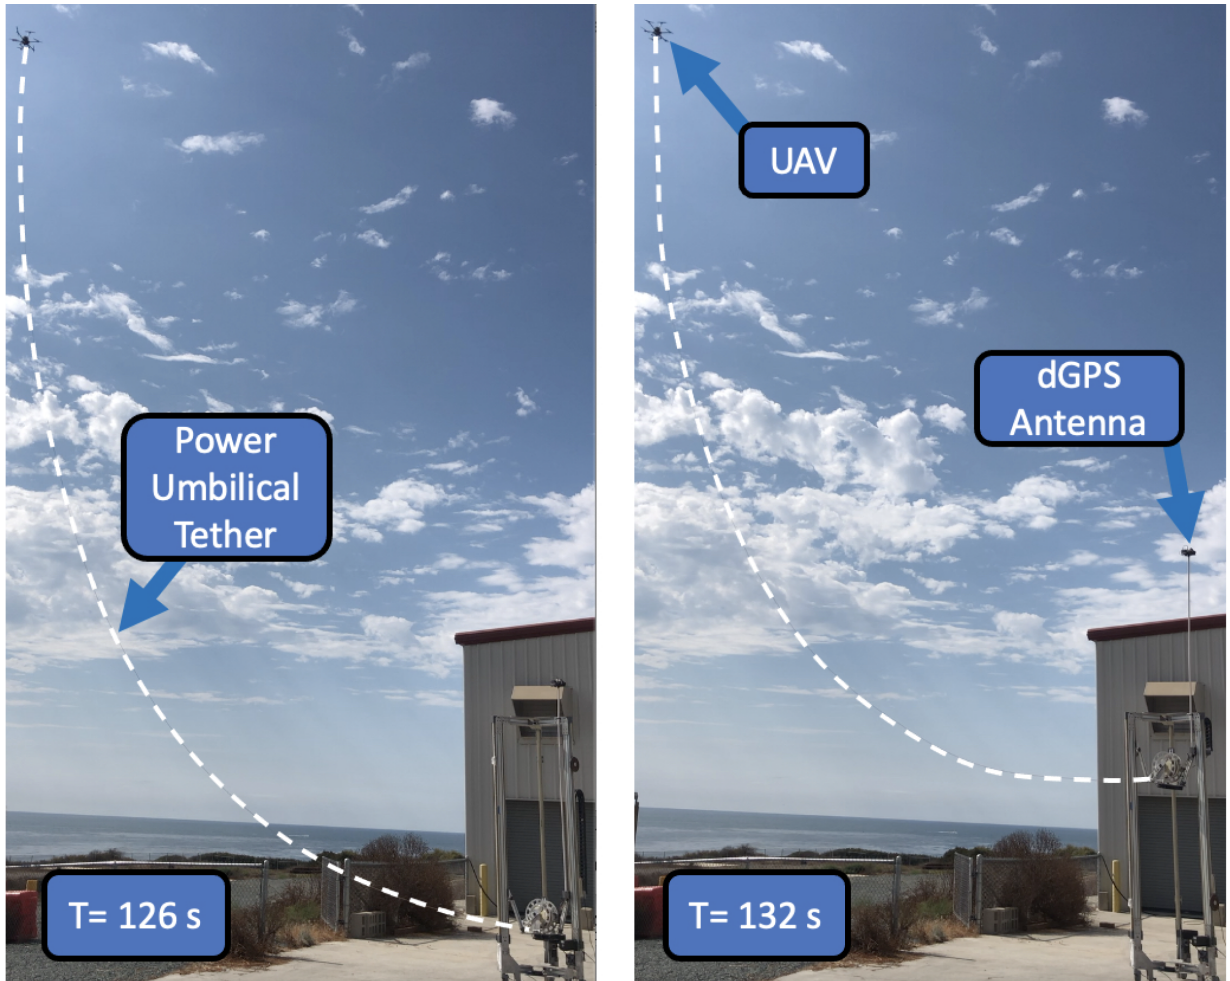 Power
Umbilical
Tether
T= 126 s
UAV
dGPS
Antenna
T= 132 s